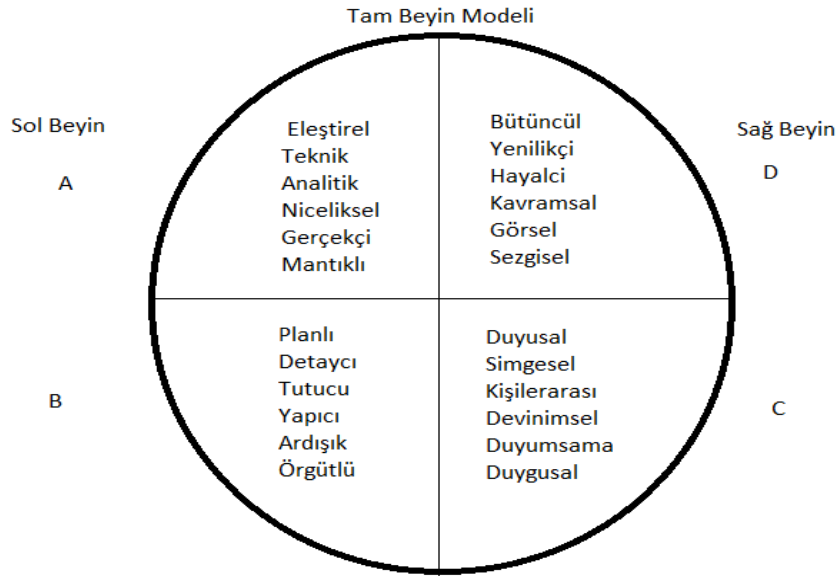 Tam Beyin Modeli
Sol Beyin
A
Eleştirel
Teknik
Analitik
Niceliksel
Gerçekçi
Mantıklı
Bütüncül
Yenilikçi
Hayalci
Kavramsal
Görsel
Sezgisel
Sağ Beyin
D
B
Planlı
Detaycı
Tutucu
Yapıcı
Ardışık
Örgütlü
Duyusal
Simgesel
Kişilerarası
Devinimsel
Duyumsama
Duygusal
C